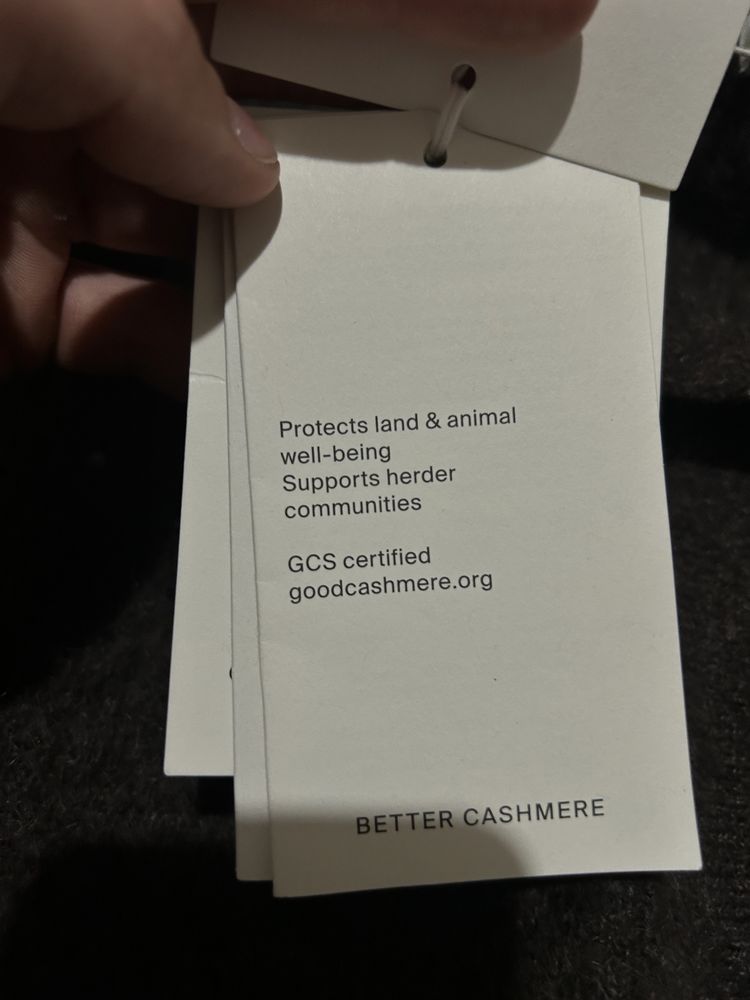 Protects land & animal
well-being
Supports herder
communities
GCS certified
goodcashmere.org
BETTER CASHMERE